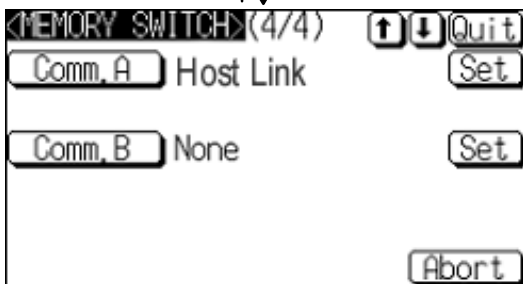 <MEMORY SWITCH>(4/4) ↑ ↓ Quit
Comm.A Host Link Set
Comm.B None Set
Abort